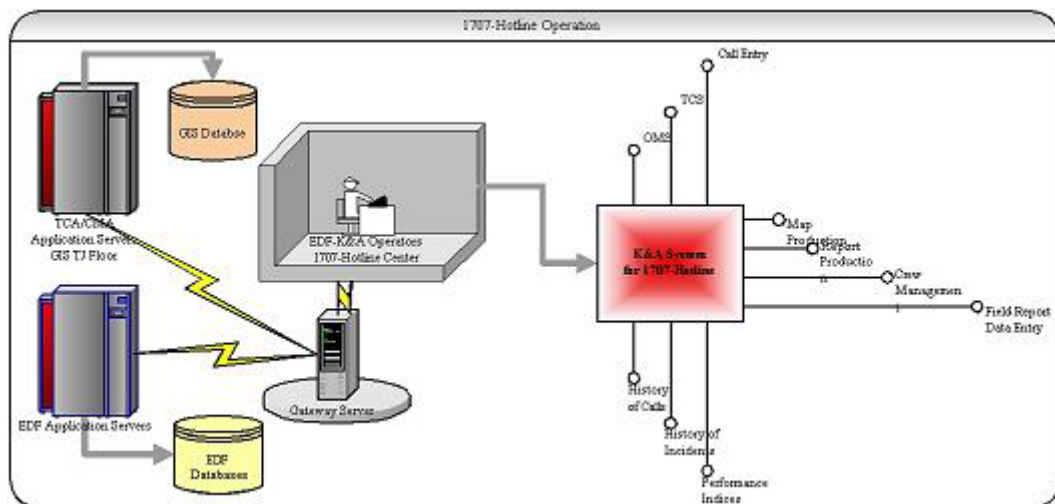 1707-Hotline Operation
Call Entry
TCS
OMS
GIS Databse
TCA/
Application Servers
GIS TJ Floor
EDF-K&A Operators
1707-Hotline Center
K&A System
for 1707-Hotline
Map
Production
Report
Productio
n
Crew
Managemen
t
Field Report
Data Entry
EDF Application Servers
Gateway Server
EDF
Databases
History
of Calls
History of
Incidents
Performance
Indices